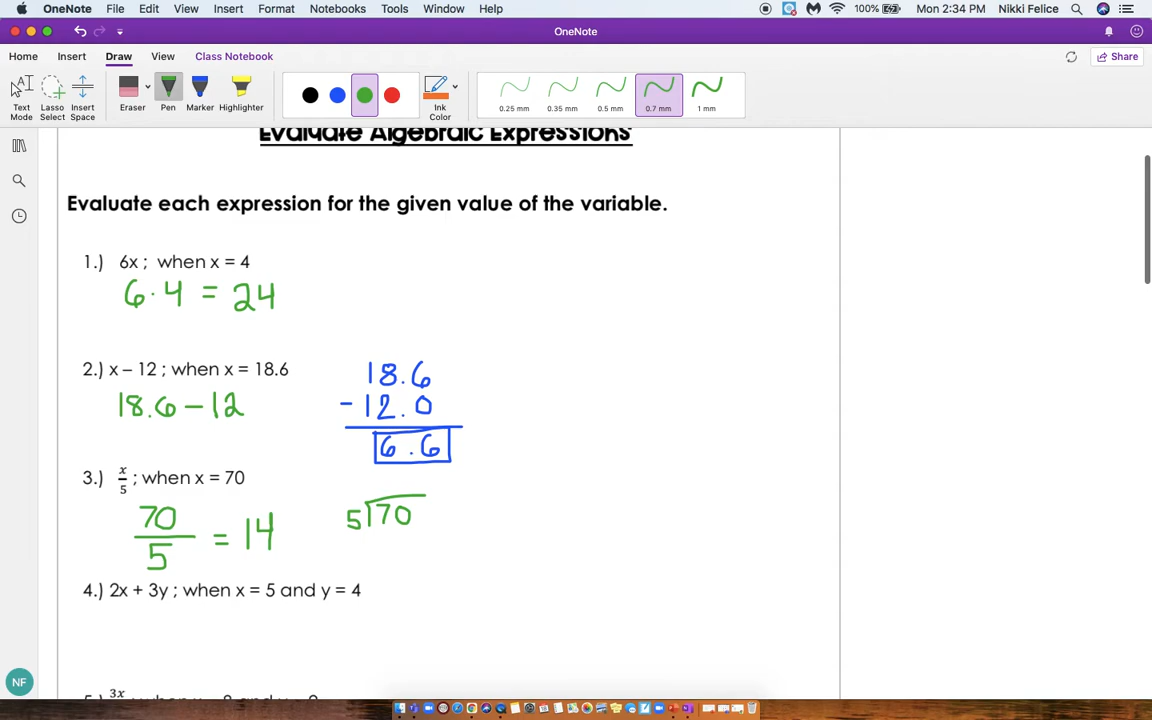 OneNote File Edit View Insert Format Notebooks Tools Window Help 100% Mon 2:34 PM Nikki Felice
OneNote
Home Insert Draw View Class Notebook Share
Text Mode Lasso Select Insert Space Eraser Pen Marker Highlighter Ink Color 0.25 mm 0.35 mm 0.5 mm 0.7 mm 1 mm
Evaluate Algebraic Expressions
Evaluate each expression for the given value of the variable.
1.) 6x ; when x = 4
6 · 4 = 24
2.) x – 12 ; when x = 18.6
18.6 – 12
18.6
- 12.0
6.6
3.) x/5 ; when x = 70
70/5 = 14
5⟌70
4.) 2x + 3y ; when x = 5 and y = 4
3x
NF